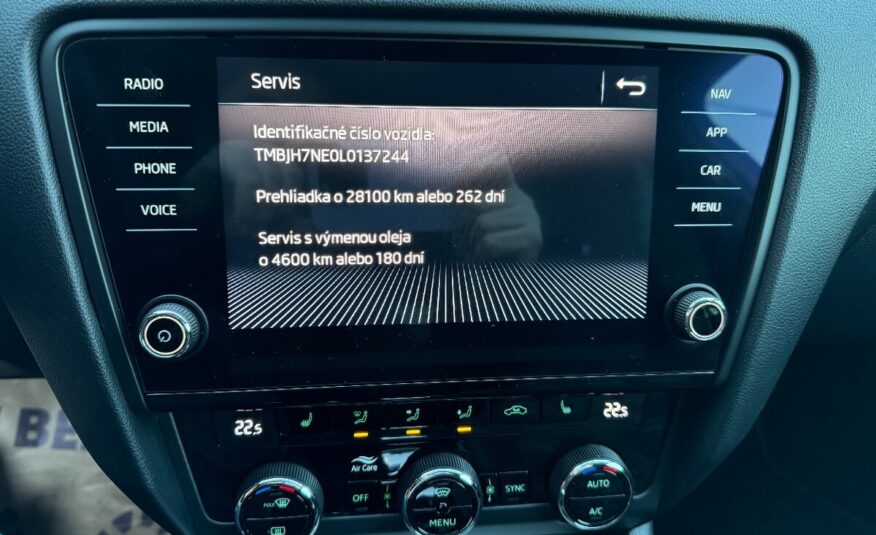 RADIO
MEDIA
PHONE
VOICE
Servis
Identifikačné číslo vozidla:
TMBJH7NE0L0137244
Prehliadka o 28100 km alebo 262 dní
Servis s výmenou oleja
o 4600 km alebo 180 dní
NAV
APP
CAR
MENU
22.5
22.5
Air Care
OFF
SYNC
MAX
MENU
AUTO
A/C